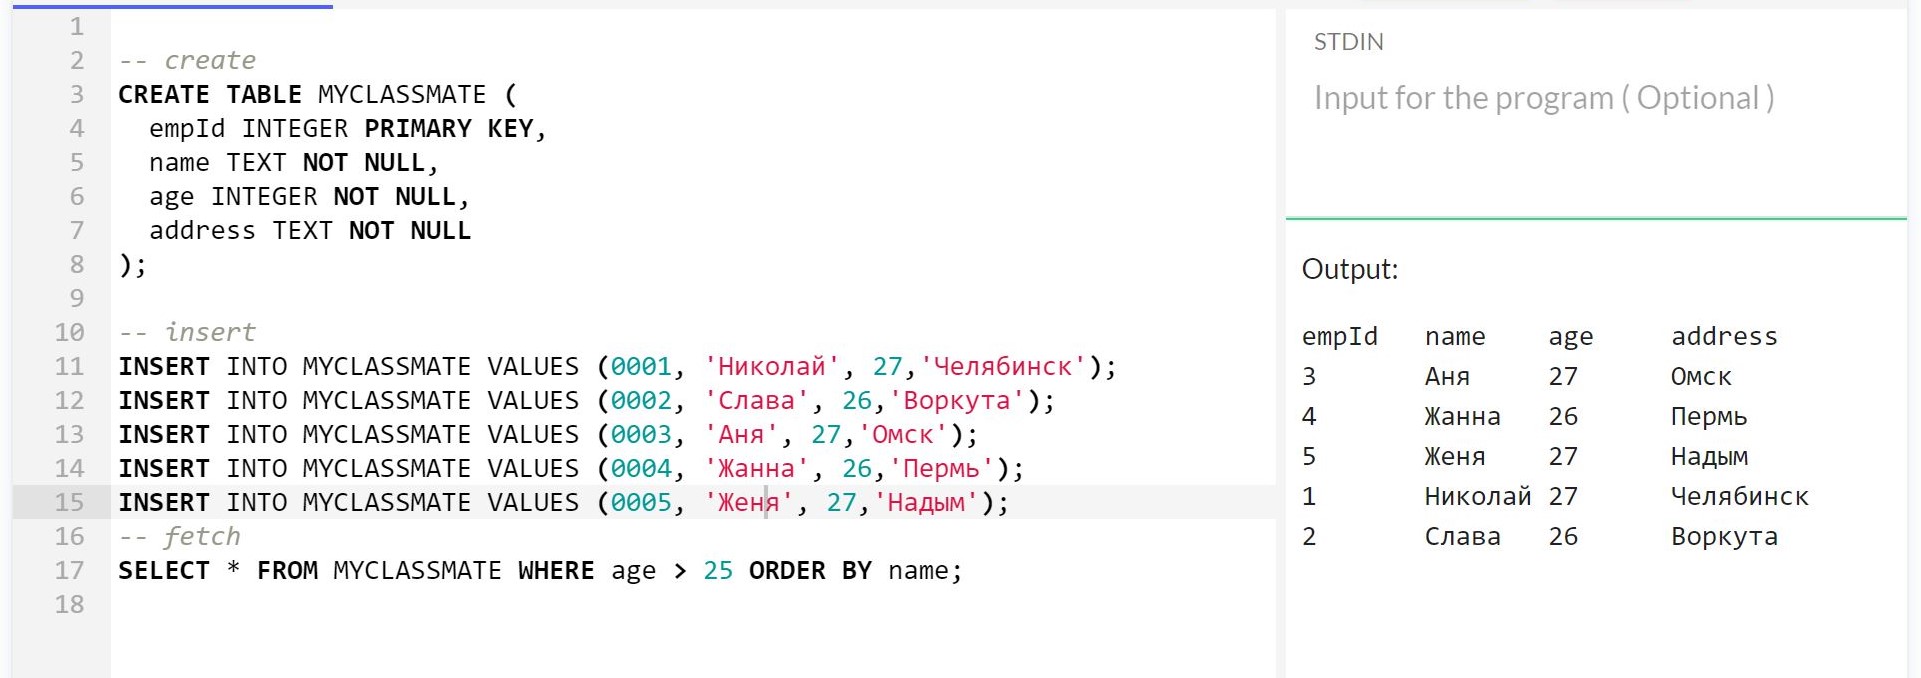 1
2 -- create
3 CREATE TABLE MYCLASSMATE (
4 empId INTEGER PRIMARY KEY,
5 name TEXT NOT NULL,
6 age INTEGER NOT NULL,
7 address TEXT NOT NULL
8 );
9
10 -- insert
11 INSERT INTO MYCLASSMATE VALUES (0001, 'Николай', 27,'Челябинск');
12 INSERT INTO MYCLASSMATE VALUES (0002, 'Слава', 26,'Воркута');
13 INSERT INTO MYCLASSMATE VALUES (0003, 'Аня', 27,'Омск');
14 INSERT INTO MYCLASSMATE VALUES (0004, 'Жанна', 26,'Пермь');
15 INSERT INTO MYCLASSMATE VALUES (0005, 'Женя', 27,'Надым');
16 -- fetch
17 SELECT * FROM MYCLASSMATE WHERE age > 25 ORDER BY name;
18
STDIN
Input for the program ( Optional )
Output:
empId name age address
3 Аня 27 Омск
4 Жанна 26 Пермь
5 Женя 27 Надым
1 Николай 27 Челябинск
2 Слава 26 Воркута